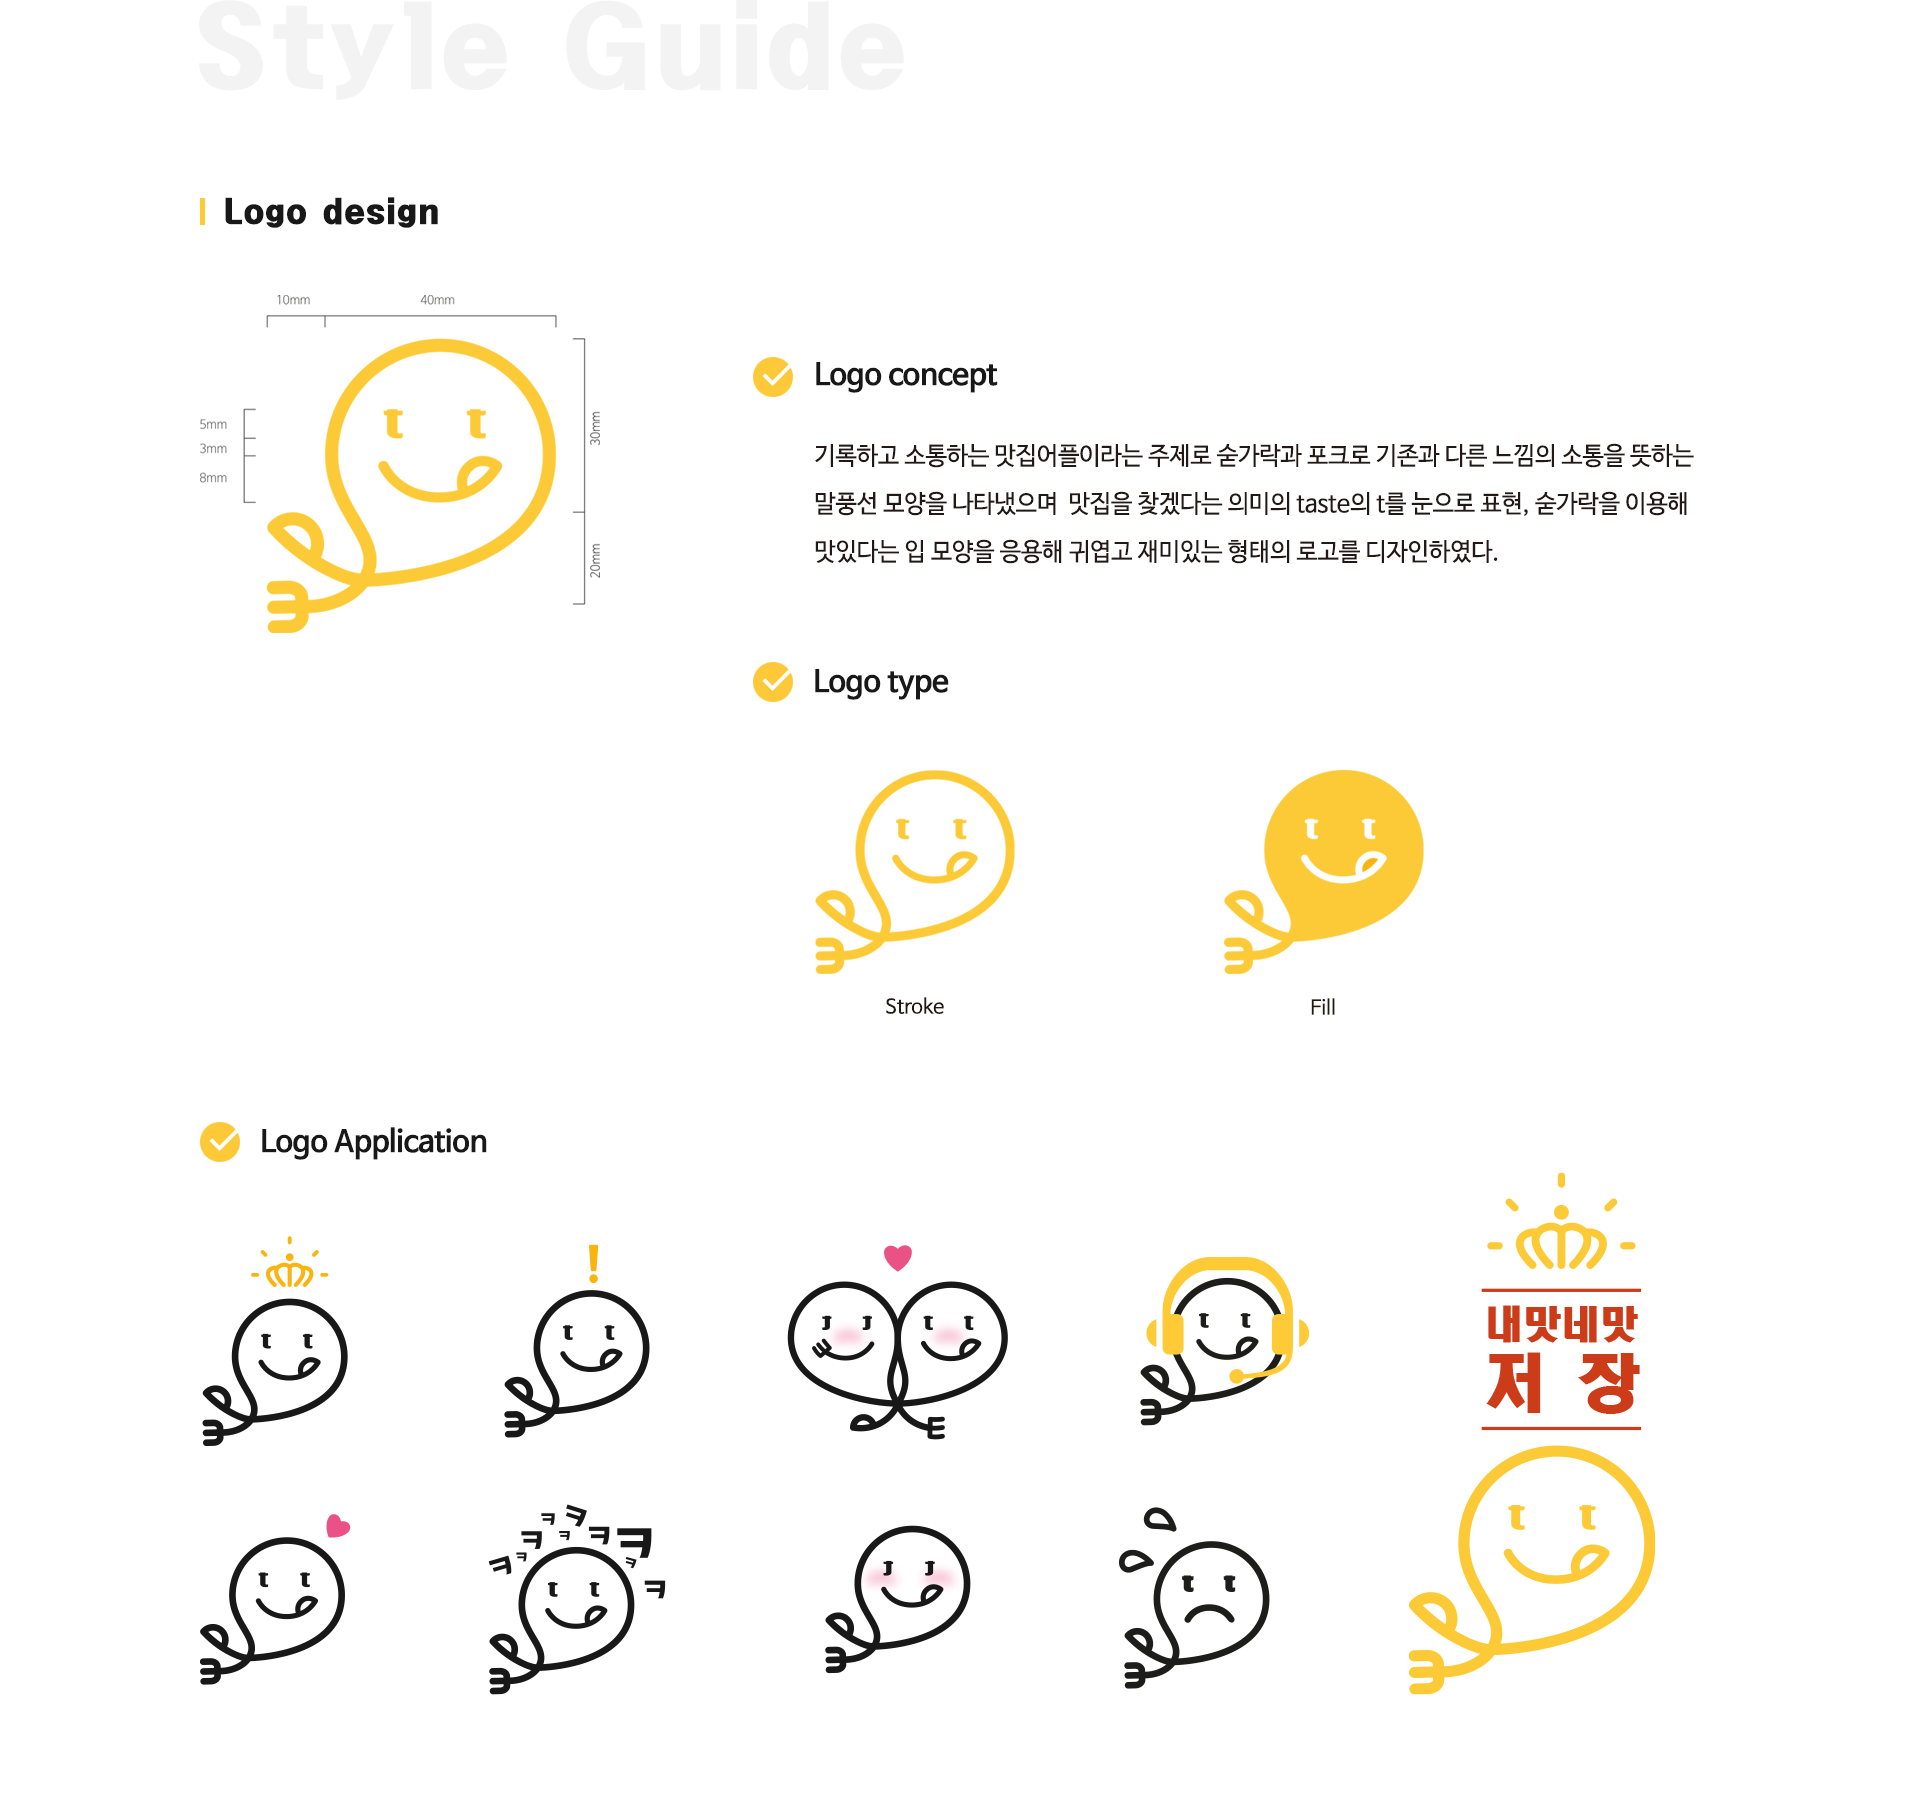 Style Guide
Logo design
10mm 40mm
5mm
3mm
8mm
30mm
20mm
Logo concept
기록하고 소통하는 맛집어플이라는 주제로 숟가락과 포크로 기존과 다른 느낌의 소통을 뜻하는
말풍선 모양을 나타냈으며 맛집을 찾겠다는 의미의 taste의 t를 눈으로 표현, 숟가락을 이용해
맛있다는 입 모양을 응용해 귀엽고 재미있는 형태의 로고를 디자인하였다.
Logo type
t t
t t
t t
Stroke
Fill
Logo Application
!
내맛네맛
저 장
ㅋㅋㅋㅋㅋㅋㅋㅋㅋ